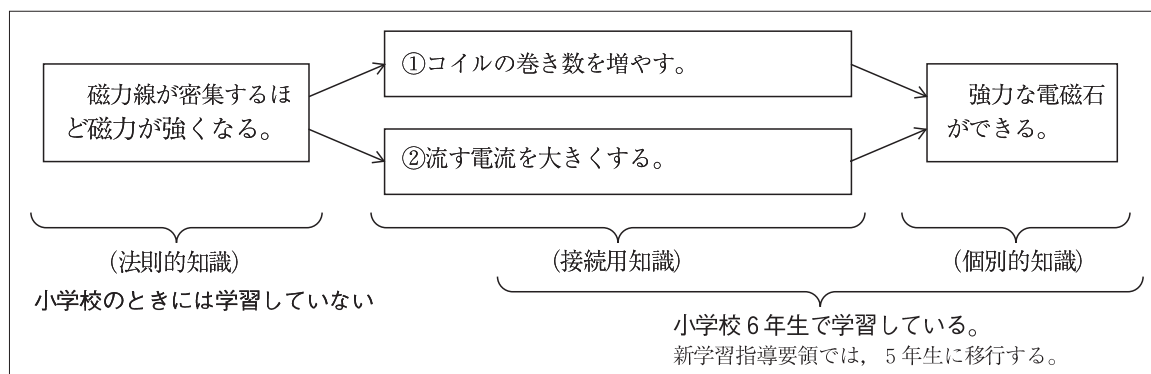 磁力線が密集するほ
ど磁力が強くなる。
①コイルの巻き数を増やす。
②流す電流を大きくする。
強力な電磁石
ができる。
(法則的知識)
小学校のときには学習していない
(接続用知識)
(個別的知識)
小学校6年生で学習している。
新学習指導要領では,5年生に移行する。